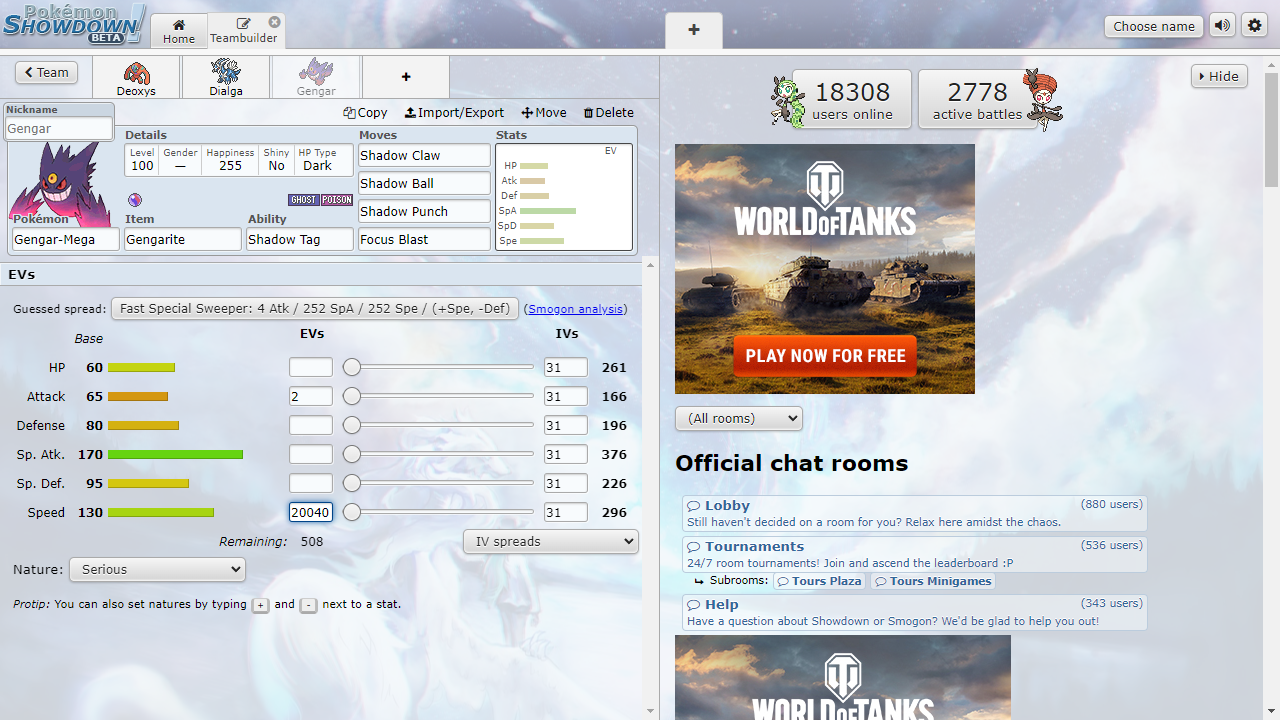 Pokémon
SHOWDOWN!
BETA
Home
Teambuilder
+
Choose name
Team
Deoxys
Dialga
Gengar
+
Nickname
Gengar
Copy
Import/Export
Move
Delete
Details
Level
100
Gender
—
Happiness
255
Shiny
No
HP Type
Dark
GHOST POISON
Pokémon
Gengar-Mega
Item
Gengarite
Ability
Shadow Tag
Moves
Shadow Claw
Shadow Ball
Shadow Punch
Focus Blast
Stats
EV
HP
Atk
Def
SpA
SpD
Spe
EVs
Guessed spread: Fast Special Sweeper: 4 Atk / 252 SpA / 252 Spe / (+Spe, -Def) (Smogon analysis)
Base EVs IVs
HP 60 31 261
Attack 65 2 31 166
Defense 80 31 196
Sp. Atk. 170 31 376
Sp. Def. 95 31 226
Speed 130 20040 31 296
Remaining: 508 IV spreads
Nature: Serious
Protip: You can also set natures by typing + and - next to a stat.
18308
users online
2778
active battles
Hide
WORLD OF TANKS
PLAY NOW FOR FREE
(All rooms)
Official chat rooms
Lobby (880 users)
Still haven't decided on a room for you? Relax here amidst the chaos.
Tournaments (536 users)
24/7 room tournaments! Join and ascend the leaderboard :P
Subrooms: Tours Plaza Tours Minigames
Help (343 users)
Have a question about Showdown or Smogon? We'd be glad to help you out!
WORLD OF TANKS